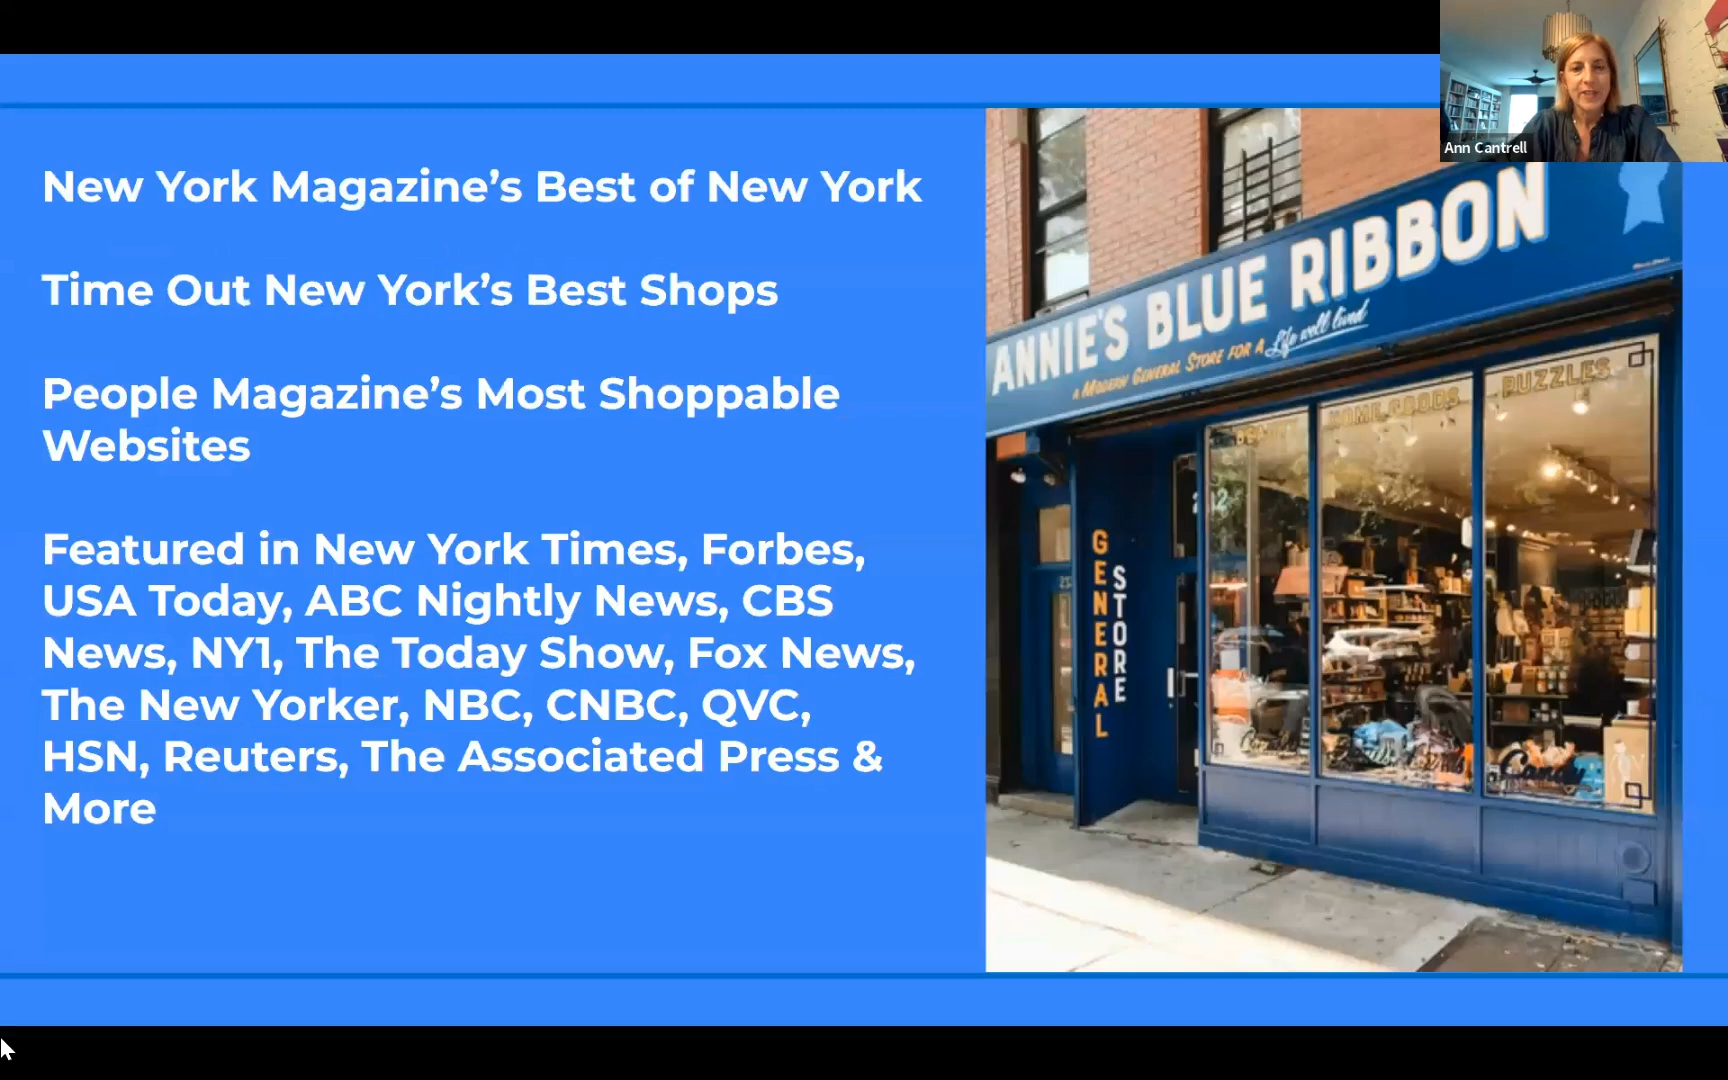 Ann Cantrell
New York Magazine’s Best of New York
Time Out New York’s Best Shops
People Magazine’s Most Shoppable
Websites
Featured in New York Times, Forbes,
USA Today, ABC Nightly News, CBS
News, NY1, The Today Show, Fox News,
The New Yorker, NBC, CNBC, QVC,
HSN, Reuters, The Associated Press &
More
ANNIE'S BLUE RIBBON
A MODERN GENERAL STORE FOR A Life well lived
HOME GOODS
PUZZLES
GENERAL
STORE
Candy